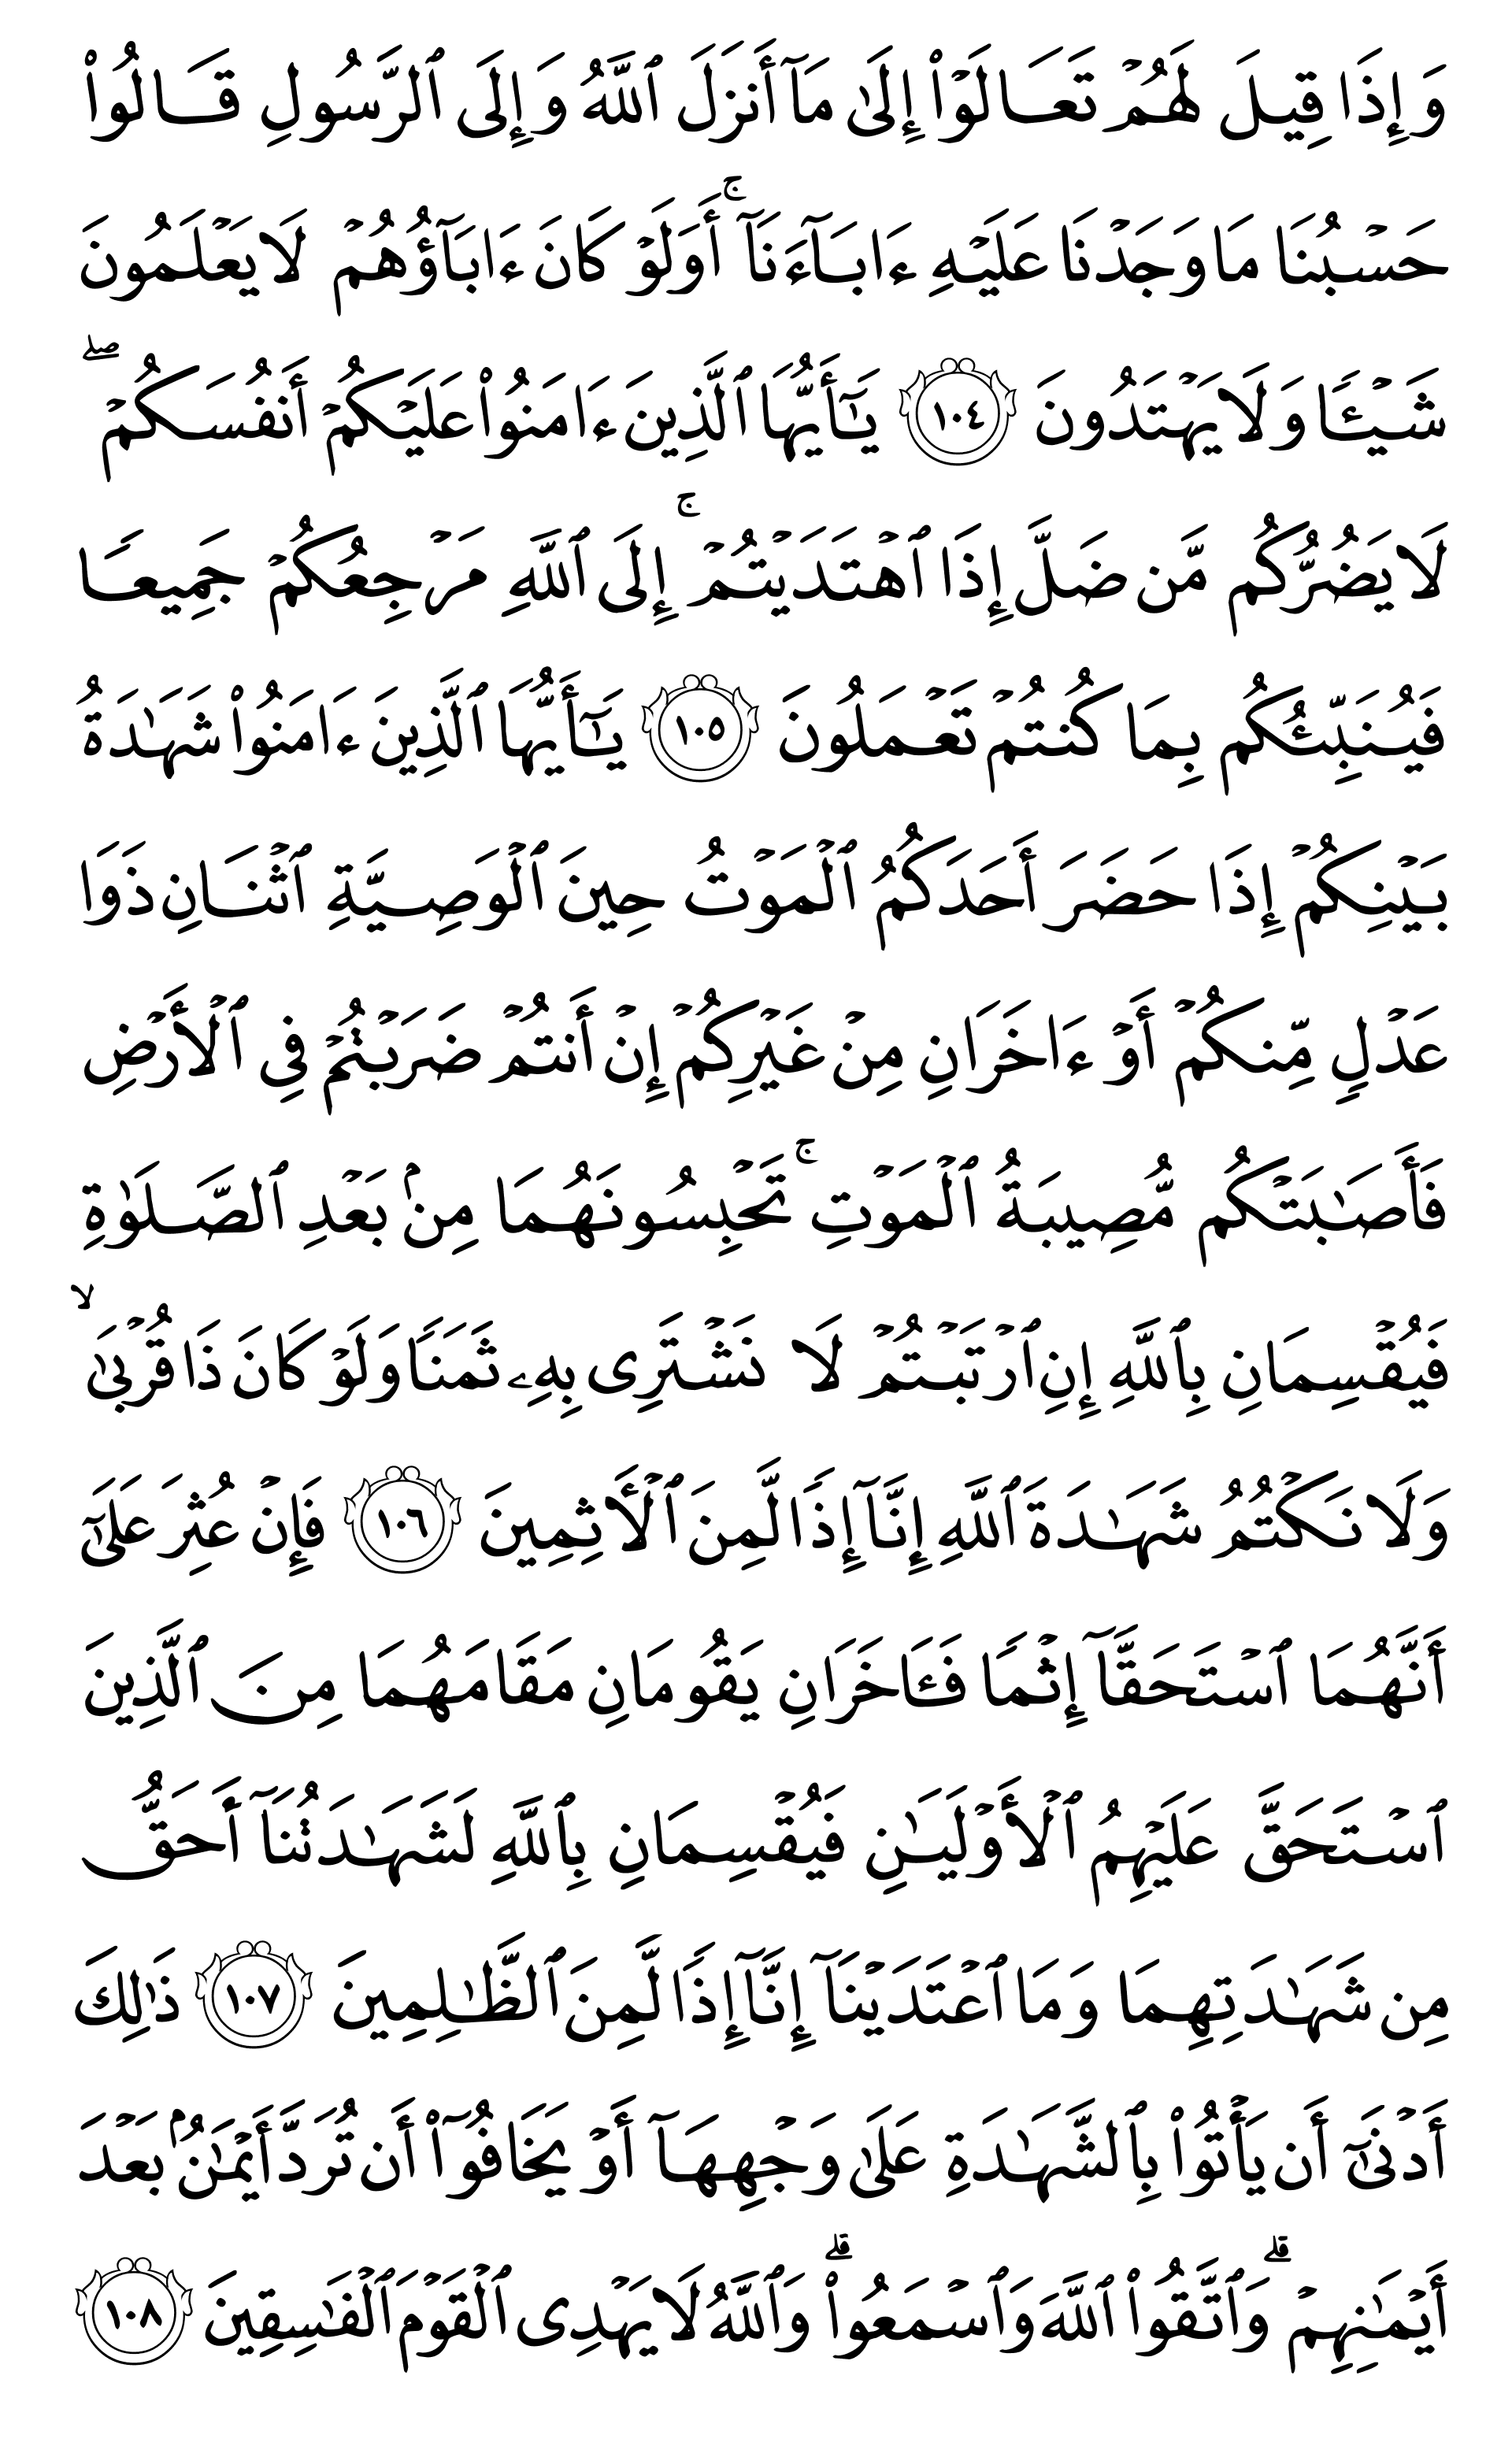 وَإِذَا قِيلَ لَهُمۡ تَعَالَوۡاْ إِلَىٰ مَآ أَنزَلَ ٱللَّهُ وَإِلَى ٱلرَّسُولِ قَالُواْ
حَسۡبُنَا مَا وَجَدۡنَا عَلَيۡهِ ءَابَآءَنَآۚ أَوَلَوۡ كَانَ ءَابَآؤُهُمۡ لَا يَعۡلَمُونَ
شَيۡـٔٗا وَلَا يَهۡتَدُونَ ١٠٤ يَـٰٓأَيُّهَا ٱلَّذِينَ ءَامَنُواْ عَلَيۡكُمۡ أَنفُسَكُمۡۖ
لَا يَضُرُّكُم مَّن ضَلَّ إِذَا ٱهۡتَدَيۡتُمۡۚ إِلَى ٱللَّهِ مَرۡجِعُكُمۡ جَمِيعٗا
فَيُنَبِّئُكُم بِمَا كُنتُمۡ تَعۡمَلُونَ ١٠٥ يَـٰٓأَيُّهَا ٱلَّذِينَ ءَامَنُواْ شَهَٰدَةُ
بَيۡنِكُمۡ إِذَا حَضَرَ أَحَدَكُمُ ٱلۡمَوۡتُ حِينَ ٱلۡوَصِيَّةِ ٱثۡنَانِ ذَوَا
عَدۡلٖ مِّنكُمۡ أَوۡ ءَاخَرَانِ مِنۡ غَيۡرِكُمۡ إِنۡ أَنتُمۡ ضَرَبۡتُمۡ فِي ٱلۡأَرۡضِ
فَأَصَٰبَتۡكُم مُّصِيبَةُ ٱلۡمَوۡتِۚ تَحۡبِسُونَهُمَا مِنۢ بَعۡدِ ٱلصَّلَوٰةِ
فَيُقۡسِمَانِ بِٱللَّهِ إِنِ ٱرۡتَبۡتُمۡ لَا نَشۡتَرِي بِهِۦ ثَمَنٗا وَلَوۡ كَانَ ذَا قُرۡبَىٰۙ
وَلَا نَكۡتُمُ شَهَٰدَةَ ٱللَّهِ إِنَّآ إِذٗا لَّمِنَ ٱلۡأٓثِمِينَ ١٠٦ فَإِنۡ عُثِرَ عَلَىٰٓ
أَنَّهُمَا ٱسۡتَحَقَّآ إِثۡمٗا فَـَٔاخَرَانِ يَقُومَانِ مَقَامَهُمَا مِنَ ٱلَّذِينَ
ٱسۡتَحَقَّ عَلَيۡهِمُ ٱلۡأَوۡلَيَٰنِ فَيُقۡسِمَانِ بِٱللَّهِ لَشَهَٰدَتُنَآ أَحَقُّ
مِن شَهَٰدَتِهِمَا وَمَا ٱعۡتَدَيۡنَآ إِنَّآ إِذٗا لَّمِنَ ٱلظَّٰلِمِينَ ١٠٧ ذَٰلِكَ
أَدۡنَىٰٓ أَن يَأۡتُواْ بِٱلشَّهَٰدَةِ عَلَىٰ وَجۡهِهَآ أَوۡ يَخَافُوٓاْ أَن تُرَدَّ أَيۡمَٰنُۢ بَعۡدَ
أَيۡمَٰنِهِمۡۗ وَٱتَّقُواْ ٱللَّهَ وَٱسۡمَعُواْۗ وَٱللَّهُ لَا يَهۡدِي ٱلۡقَوۡمَ ٱلۡفَٰسِقِينَ ١٠٨